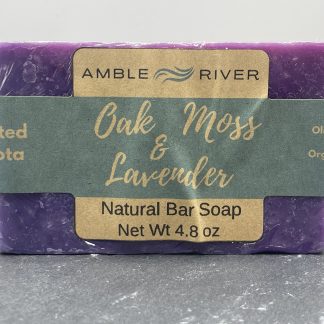 AMBLE RIVER
Oak Moss
&
Lavender
Natural Bar Soap
Net Wt 4.8 oz